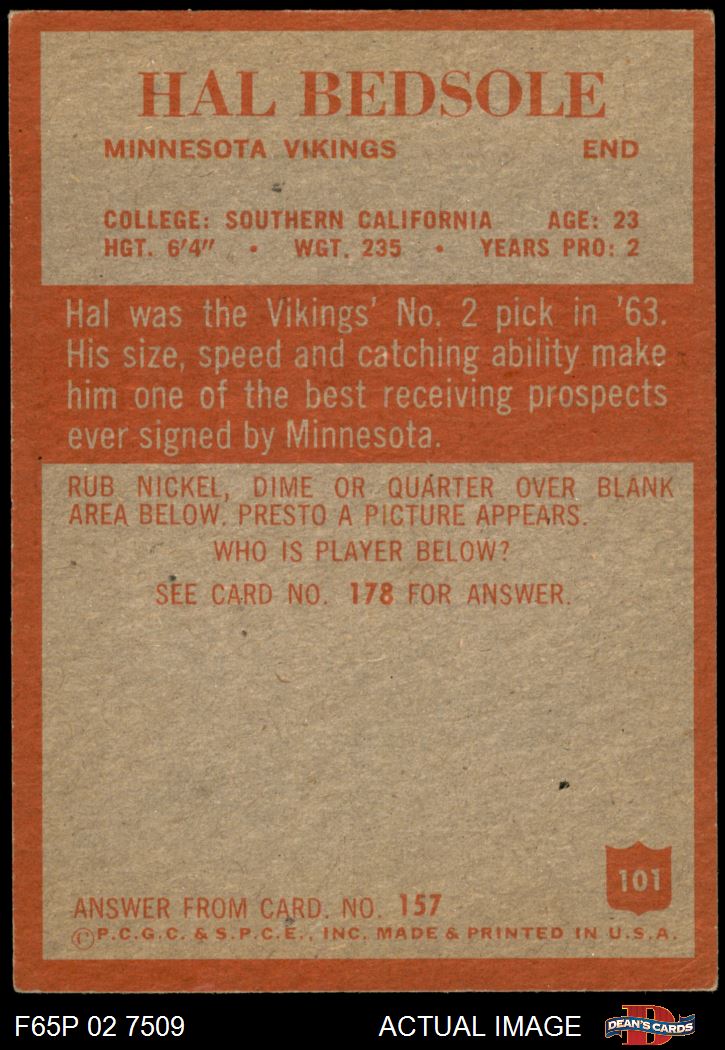 HAL BEDSOLE
MINNESOTA VIKINGS END
COLLEGE: SOUTHERN CALIFORNIA AGE: 23
HGT. 6'4" • WGT. 235 • YEARS PRO: 2
Hal was the Vikings' No. 2 pick in '63.
His size, speed and catching ability make
him one of the best receiving prospects
ever signed by Minnesota.
RUB NICKEL, DIME OR QUARTER OVER BLANK
AREA BELOW. PRESTO A PICTURE APPEARS.
WHO IS PLAYER BELOW?
SEE CARD NO. 178 FOR ANSWER.
101
ANSWER FROM CARD. NO. 157
©P.C.G.C. & S.P.C.E., INC. MADE & PRINTED IN U.S.A.
F65P 02 7509 ACTUAL IMAGE
DEAN'S CARDS